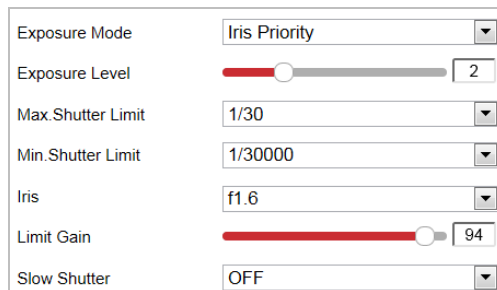 Exposure Mode Iris Priority
Exposure Level 2
Max.Shutter Limit 1/30
Min.Shutter Limit 1/30000
Iris f1.6
Limit Gain 94
Slow Shutter OFF